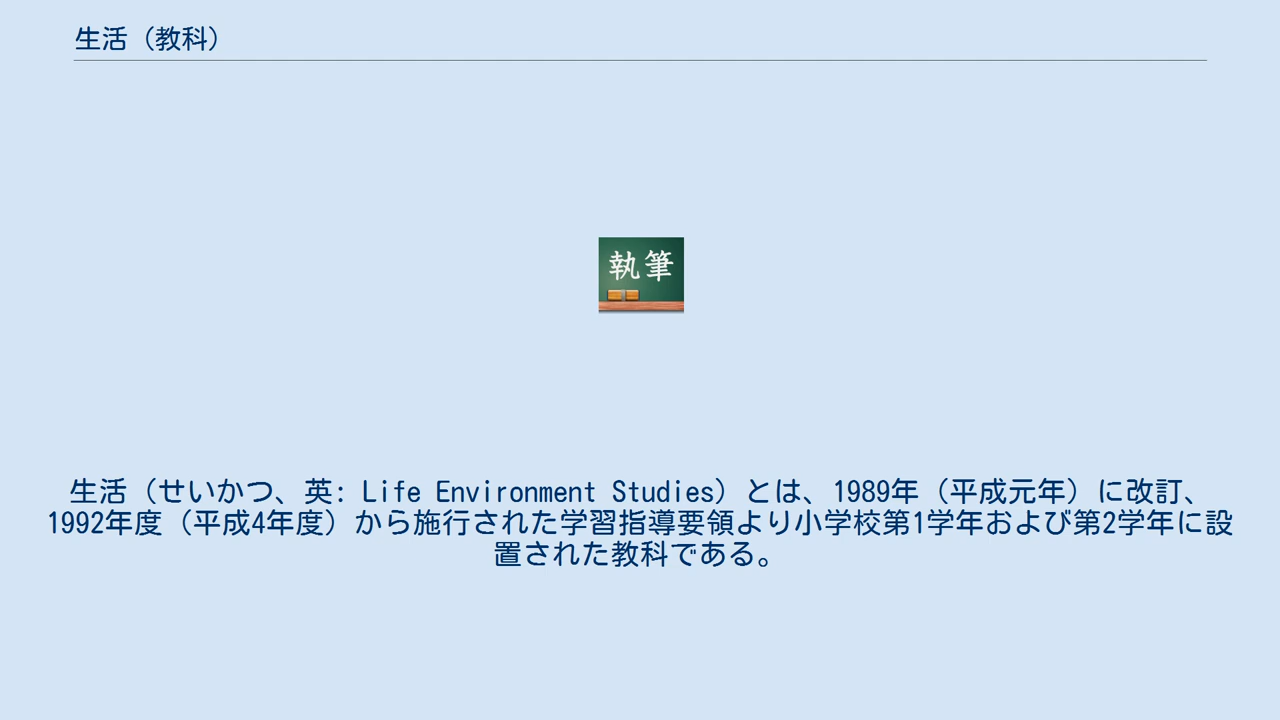 生活（教科）
執筆
生活（せいかつ、英: Life Environment Studies）とは、1989年（平成元年）に改訂、
1992年度（平成4年度）から施行された学習指導要領より小学校第1学年および第2学年に設
置された教科である。